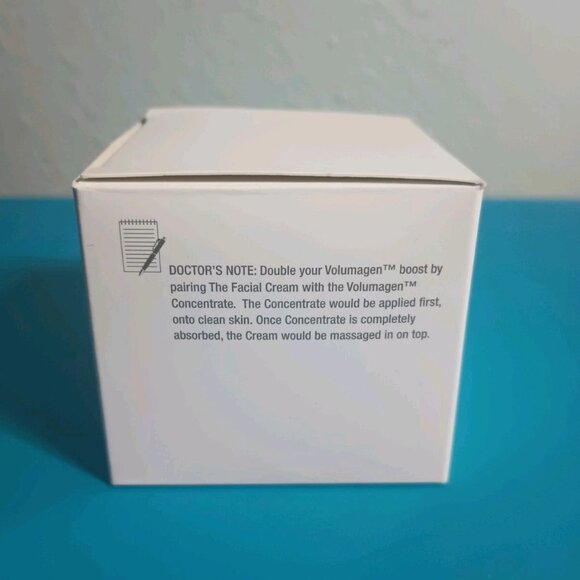 DOCTOR'S NOTE: Double your Volumagen™ boost by
pairing The Facial Cream with the Volumagen™
Concentrate. The Concentrate would be applied first,
onto clean skin. Once Concentrate is completely
absorbed, the Cream would be massaged in on top.